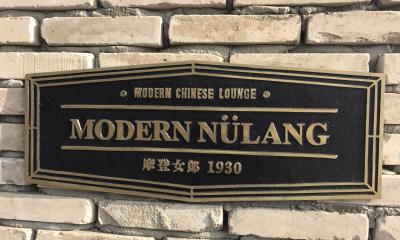 MODERN CHINESE LOUNGE
MODERN NÜLANG
摩登女郎 1930